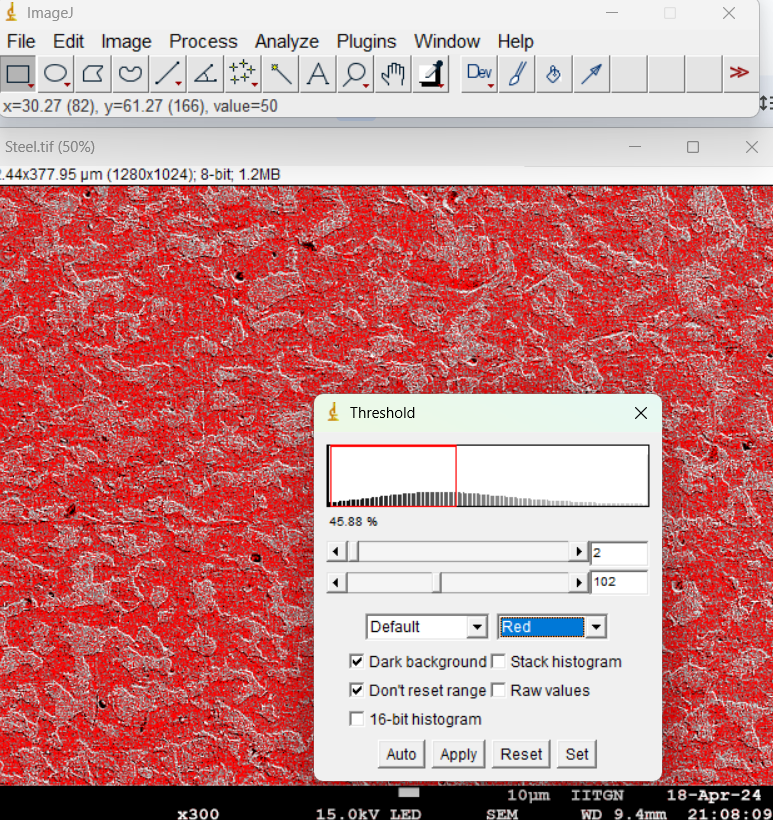 ImageJ
File Edit Image Process Analyze Plugins Window Help
A Dev >>
x=30.27 (82), y=61.27 (166), value=50
Steel.tif (50%)
.44x377.95 µm (1280x1024); 8-bit; 1.2MB
Threshold
45.88 %
2
102
Default Red
Dark background Stack histogram
Don't reset range Raw values
16-bit histogram
Auto Apply Reset Set
10µm IITGN 18-Apr-24
x300 15.0kV LED SEM WD 9.4mm 21:08:09